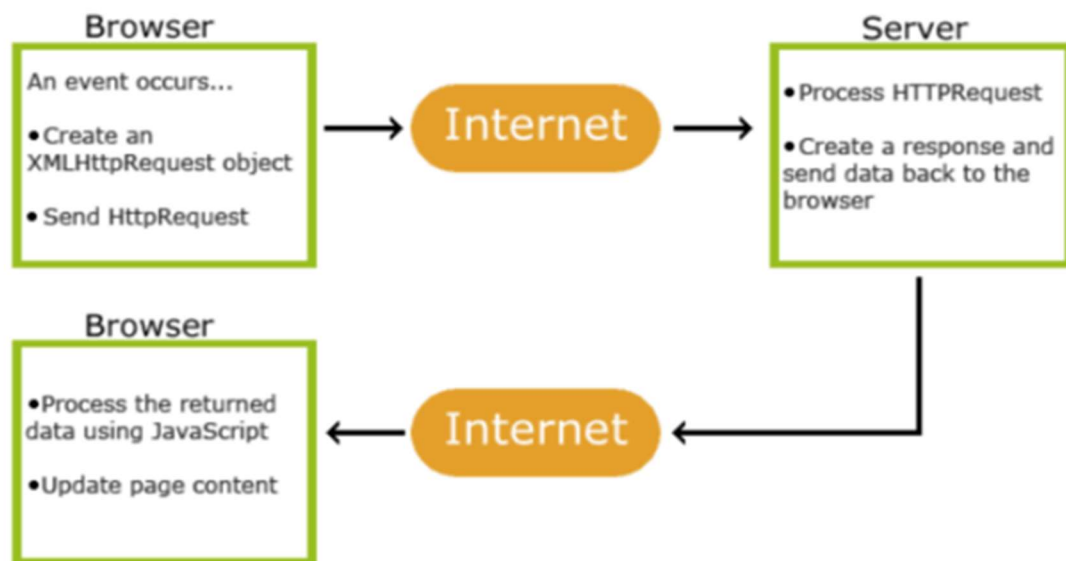 Browser
An event occurs...
•Create an
XMLHttpRequest object
•Send HttpRequest
Internet
Server
•Process HTTPRequest
•Create a response and
send data back to the
browser
Browser
•Process the returned
data using JavaScript
•Update page content
Internet